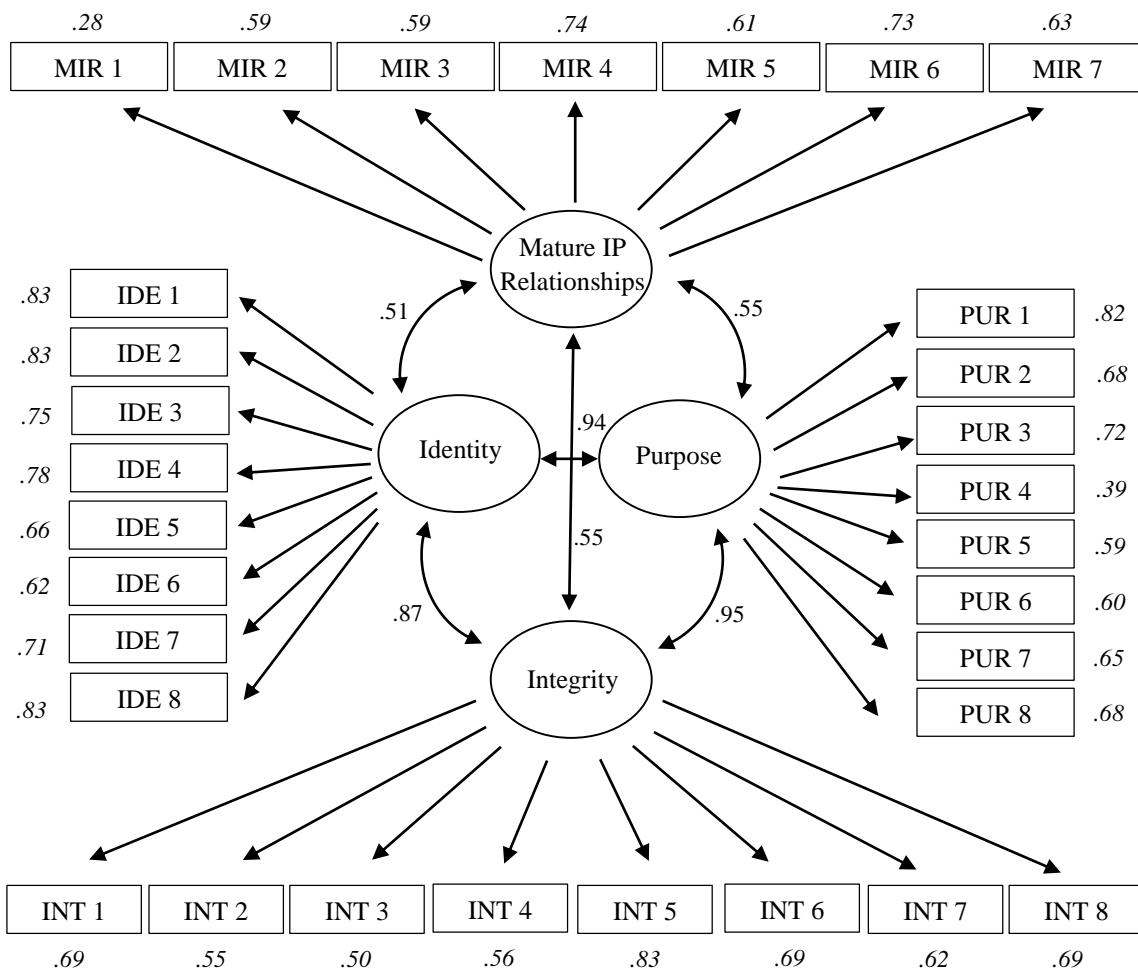 .28 .59 .59 .74 .61 .73 .63
MIR 1 MIR 2 MIR 3 MIR 4 MIR 5 MIR 6 MIR 7
Mature IP
Relationships
.51
.55
.83 IDE 1
.83 IDE 2
.75 IDE 3
.78 IDE 4
.66 IDE 5
.62 IDE 6
.71 IDE 7
.83 IDE 8
Identity
.94
Purpose
.55
.87
.95
PUR 1 .82
PUR 2 .68
PUR 3 .72
PUR 4 .39
PUR 5 .59
PUR 6 .60
PUR 7 .65
PUR 8 .68
Integrity
INT 1 INT 2 INT 3 INT 4 INT 5 INT 6 INT 7 INT 8
.69 .55 .50 .56 .83 .69 .62 .69